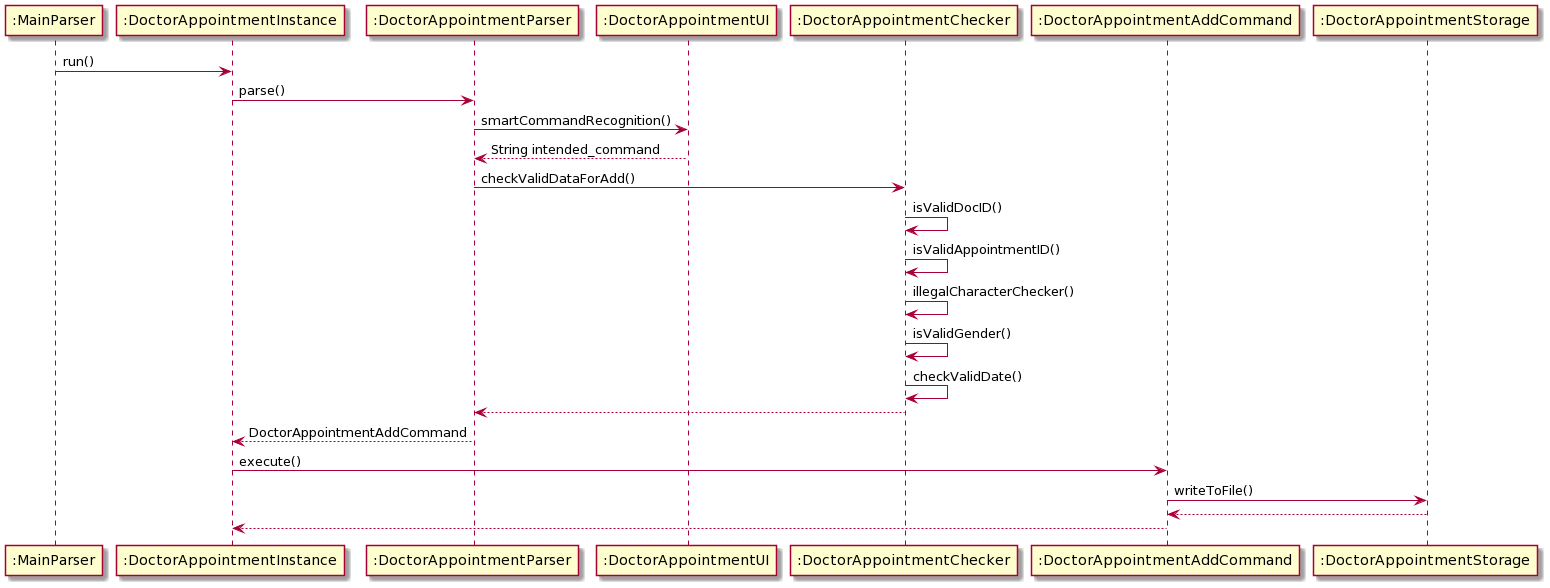 :MainParser :DoctorAppointmentInstance :DoctorAppointmentParser :DoctorAppointmentUI :DoctorAppointmentChecker :DoctorAppointmentAddCommand :DoctorAppointmentStorage
run()
parse()
smartCommandRecognition()
String intended_command
checkValidDataForAdd()
isValidDocID()
isValidAppointmentID()
illegalCharacterChecker()
isValidGender()
checkValidDate()
DoctorAppointmentAddCommand
execute()
writeToFile()
:MainParser :DoctorAppointmentInstance :DoctorAppointmentParser :DoctorAppointmentUI :DoctorAppointmentChecker :DoctorAppointmentAddCommand :DoctorAppointmentStorage